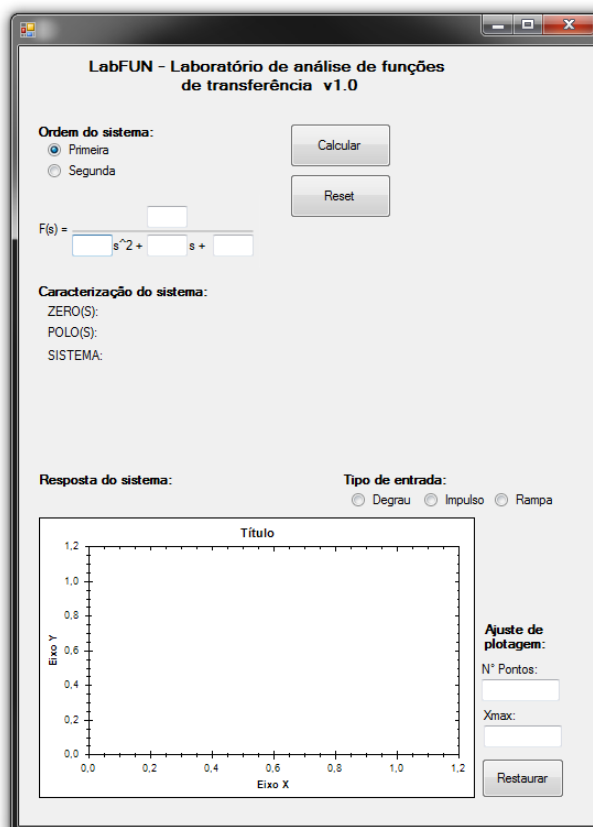 LabFUN - Laboratório de análise de funções
de transferência v1.0
Ordem do sistema:
Primeira
Segunda
Calcular
Reset
F(s) =
s^2 + s +
Caracterização do sistema:
ZERO(S):
POLO(S):
SISTEMA:
Resposta do sistema:
Tipo de entrada:
Degrau Impulso Rampa
Título
Eixo Y
1,2
1,0
0,8
0,6
0,4
0,2
0,0
0,0 0,2 0,4 0,6 0,8 1,0 1,2
Eixo X
Ajuste de
plotagem:
N° Pontos:
Xmax:
Restaurar